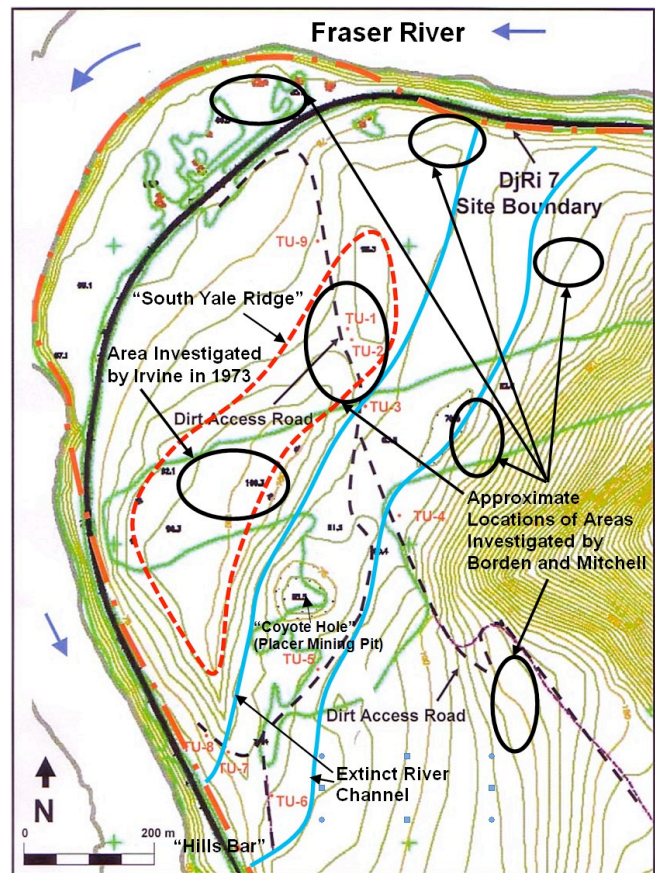 Fraser River
DjRi 7
Site Boundary
TU-9
"South Yale Ridge"
TU-1
TU-2
Area Investigated
by Irvine in 1973
Dirt Access Road
TU-3
Approximate
Locations of Areas
Investigated by
Borden and Mitchell
TU-4
"Coyote Hole"
(Placer Mining Pit)
TU-5
Dirt Access Road
TU-8
TU-7
Extinct River
Channel
TU-6
N
0
200 m
"Hills Bar"